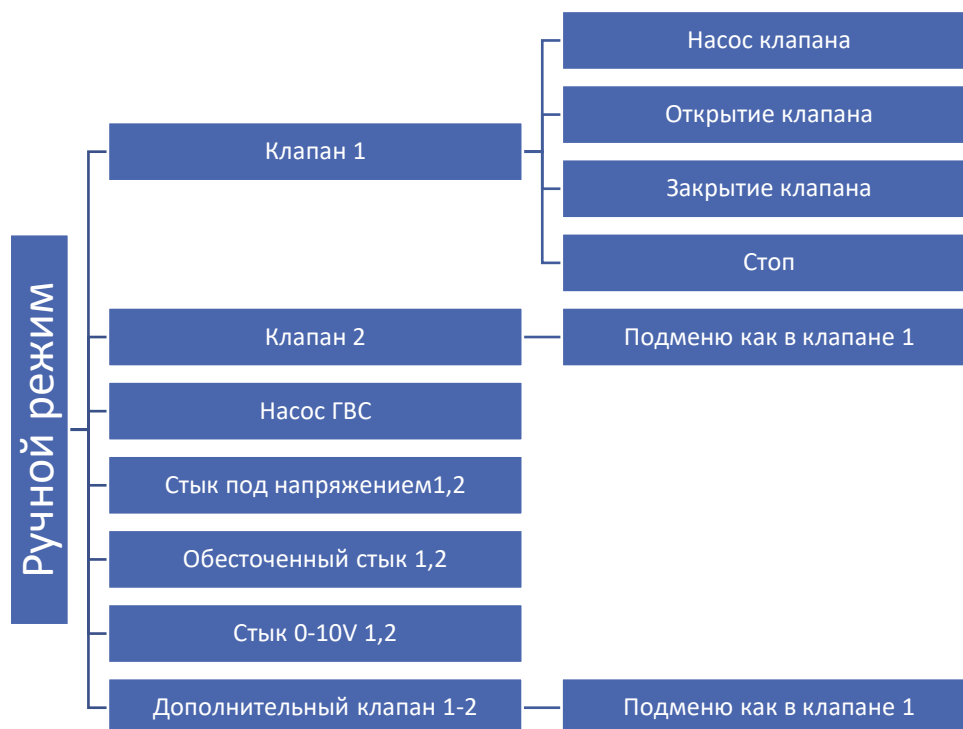 Ручной режим
Клапан 1
Насос клапана
Открытие клапана
Закрытие клапана
Стоп
Клапан 2
Подменю как в клапане 1
Насос ГВС
Стык под напряжением1,2
Обесточенный стык 1,2
Стык 0-10V 1,2
Дополнительный клапан 1-2
Подменю как в клапане 1